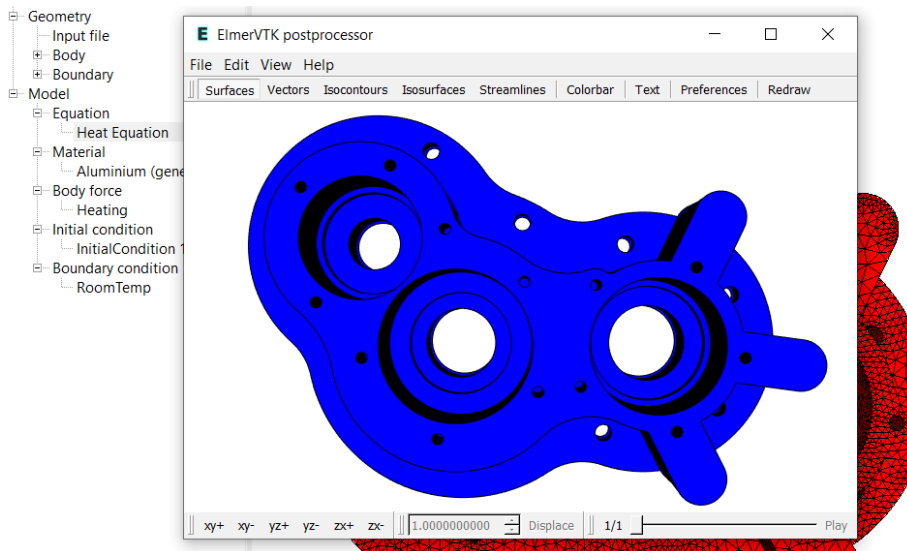 Geometry
Input file
Body
Boundary
Model
Equation
Heat Equation
Material
Aluminium (gene
Body force
Heating
Initial condition
InitialCondition 1
Boundary condition
RoomTemp
E ElmerVTK postprocessor
File Edit View Help
Surfaces Vectors Isocontours Isosurfaces Streamlines Colorbar Text Preferences Redraw
xy+ xy- yz+ yz- zx+ zx- 1.0000000000 Displace 1/1 Play